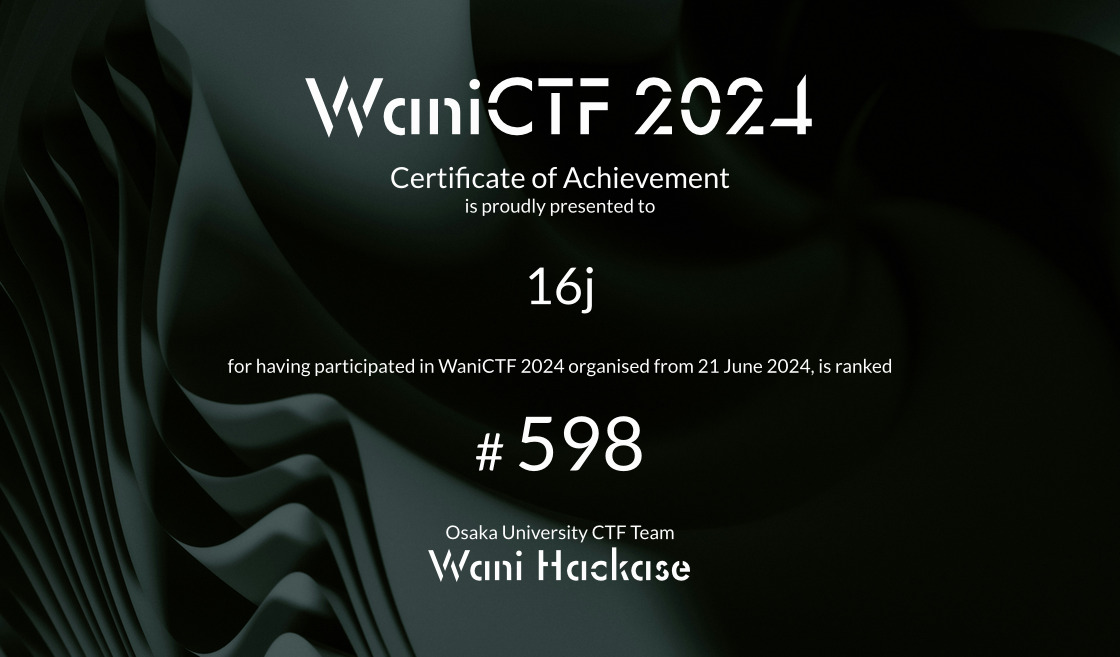 WaniCTF 2024
Certificate of Achievement
is proudly presented to
16j
for having participated in WaniCTF 2024 organised from 21 June 2024, is ranked
# 598
Osaka University CTF Team
Wani Hackase